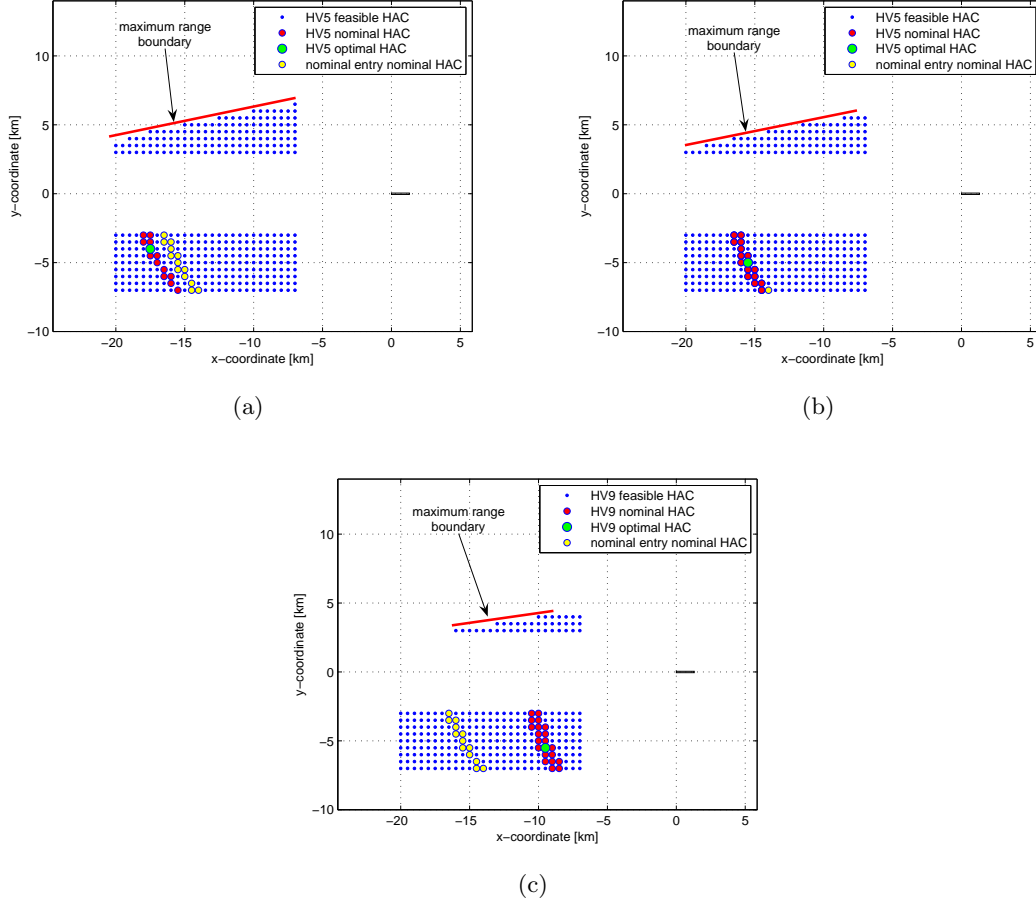 maximum range
boundary
HV5 feasible HAC
HV5 nominal HAC
HV5 optimal HAC
nominal entry nominal HAC
y−coordinate [km]
10
5
0
−5
−10
−20
−15
−10
−5
0
5
x−coordinate [km]
(a)
maximum range
boundary
HV5 feasible HAC
HV5 nominal HAC
HV5 optimal HAC
nominal entry nominal HAC
y−coordinate [km]
10
5
0
−5
−10
−20
−15
−10
−5
0
5
x−coordinate [km]
(b)
maximum range
boundary
HV9 feasible HAC
HV9 nominal HAC
HV9 optimal HAC
nominal entry nominal HAC
y−coordinate [km]
10
5
0
−5
−10
−20
−15
−10
−5
0
5
x−coordinate [km]
(c)